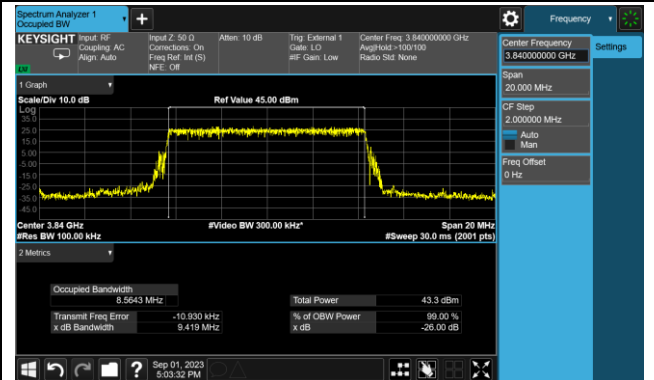 Spectrum Analyzer 1
Occupied BW
Frequency
KEYSIGHT
Input: RF
Coupling: AC
Align: Auto
Input Z: 50 Ω
Corrections: On
Freq Ref: Int (S)
NFE: Off
Atten: 10 dB
Trig: External 1
Gate: LO
#IF Gain: Low
Center Freq: 3.840000000 GHz
Avg|Hold:>100/100
Radio Std: None
Center Frequency
3.840000000 GHz
Settings
Span
20.000 MHz
CF Step
2.000000 MHz
Auto
Man
Freq Offset
0 Hz
1 Graph
Scale/Div 10.0 dB
Ref Value 45.00 dBm
Log
35.0
25.0
15.0
5.00
-5.00
-15.0
-25.0
-35.0
-45.0
Center 3.84 GHz
#Video BW 300.00 kHz*
Span 20 MHz
#Res BW 100.00 kHz
#Sweep 30.0 ms (2001 pts)
2 Metrics
Occupied Bandwidth
8.5643 MHz
Total Power
43.3 dBm
Transmit Freq Error
-10.930 kHz
% of OBW Power
99.00 %
x dB Bandwidth
9.419 MHz
x dB
-26.00 dB
Sep 01, 2023
5:03:32 PM